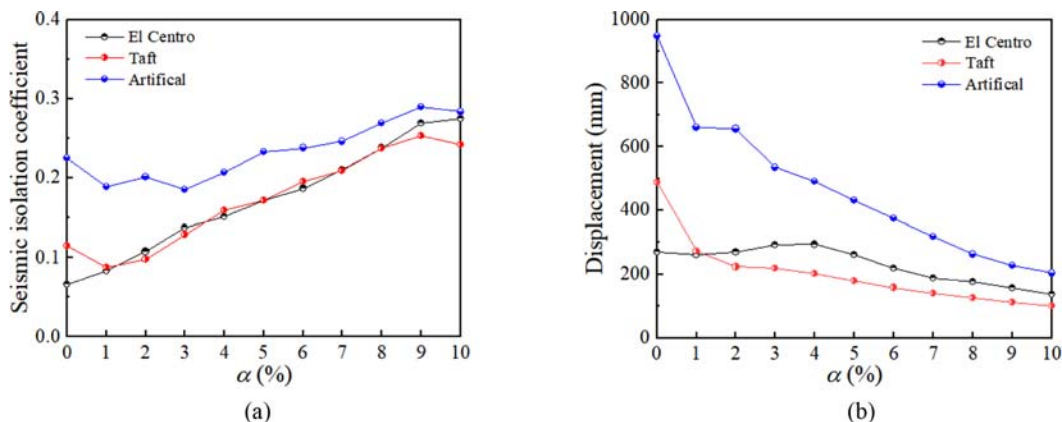 0.4
0.3
0.2
0.1
0.0
Seismic isolation coefficient
El Centro
Taft
Artifical
0 1 2 3 4 5 6 7 8 9 10
α (%)
(a)
1000
800
600
400
200
0
Displacement (mm)
El Centro
Taft
Artifical
0 1 2 3 4 5 6 7 8 9 10
α (%)
(b)